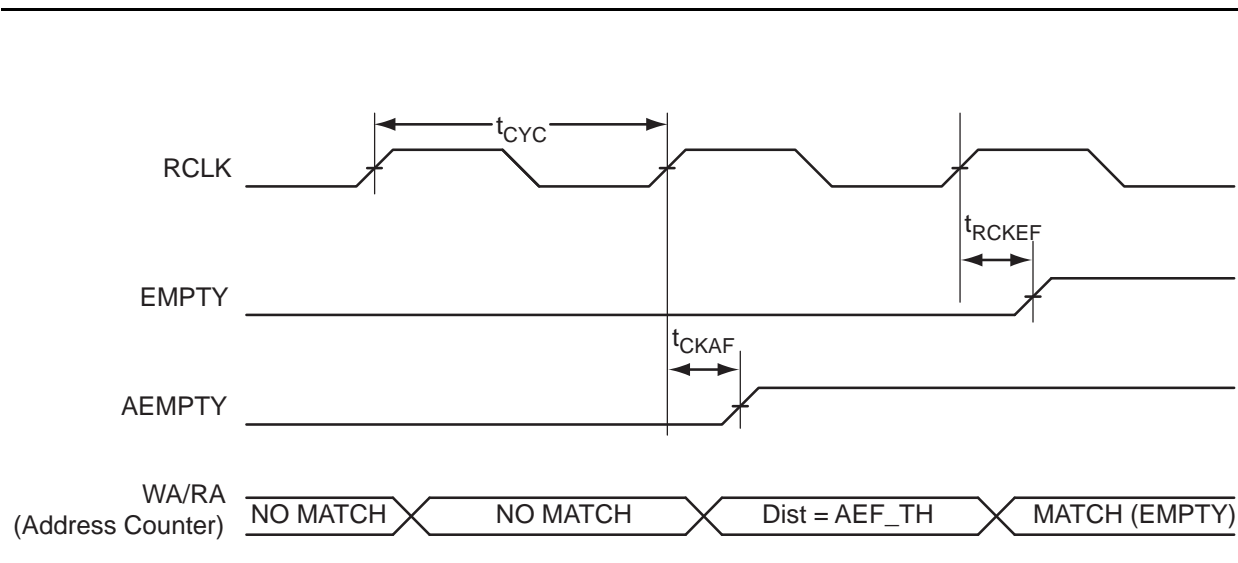 tCYC
RCLK
tRCKEF
EMPTY
tCKAF
AEMPTY
WA/RA
(Address Counter)
NO MATCH
NO MATCH
Dist = AEF_TH
MATCH (EMPTY)